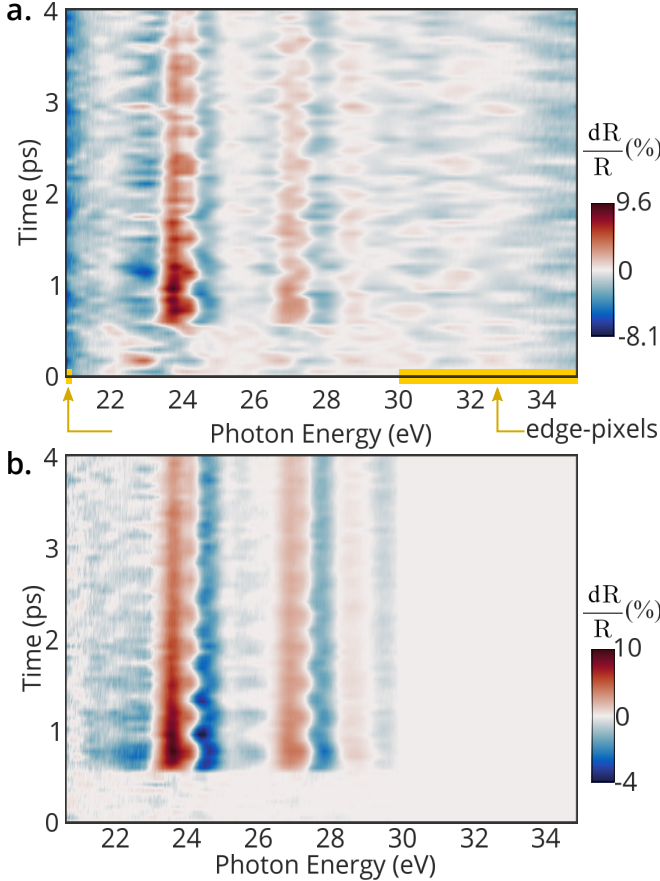 a.
4
3
2
1
0
Time (ps)
22 24 26 28 30 32 34
Photon Energy (eV)
edge-pixels
dR
R
(%)
9.6
0
-8.1
b.
4
3
2
1
0
Time (ps)
22 24 26 28 30 32 34
Photon Energy (eV)
dR
R
(%)
10
0
-4